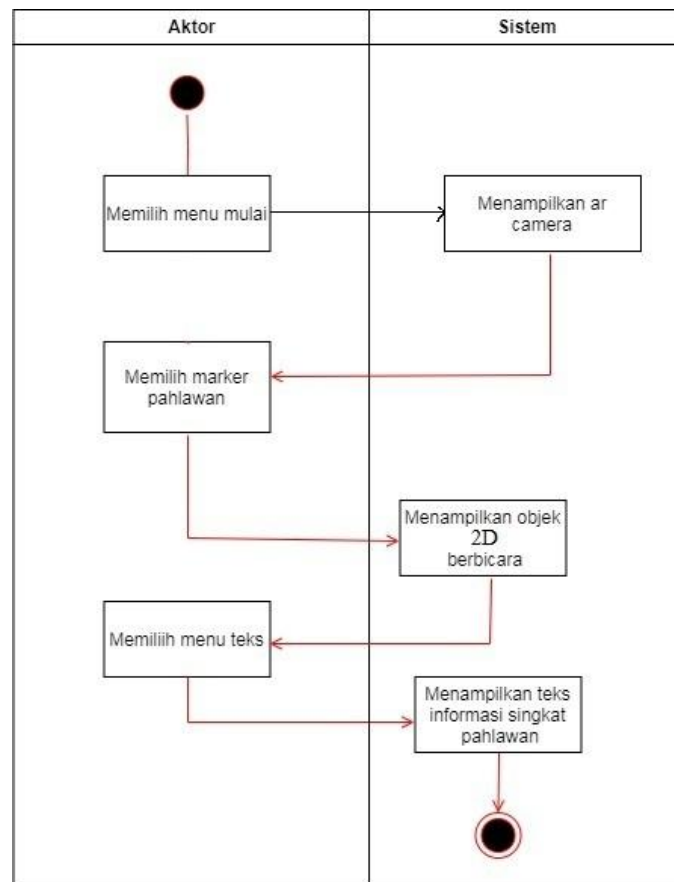 Aktor
Sistem
Memilih menu mulai
Menampilkan ar
camera
Memilih marker
pahlawan
Menampilkan objek
2D
berbicara
Memiliih menu teks
Menampilkan teks
informasi singkat
pahlawan